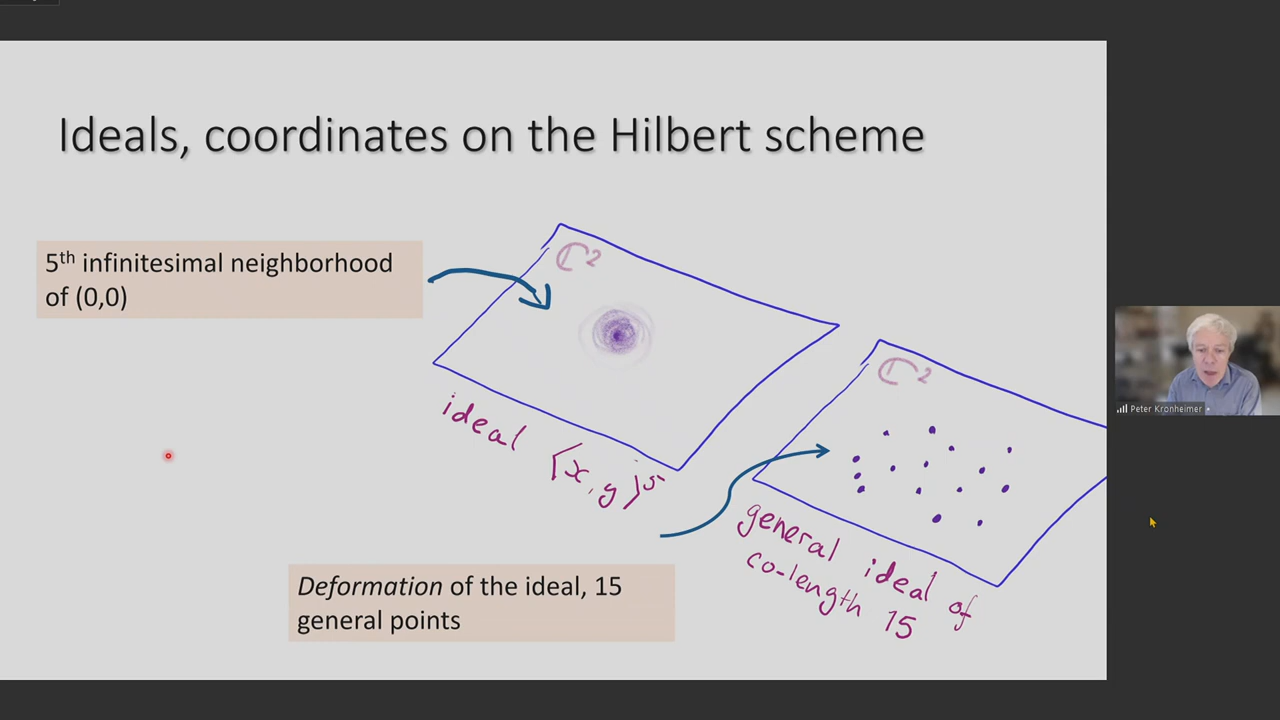 Ideals, coordinates on the Hilbert scheme
5th infinitesimal neighborhood
of (0,0)
ℂ²
ideal ⟨x, y⟩⁵
ℂ²
general ideal of
co-length 15
Deformation of the ideal, 15
general points
Peter Kronheimer